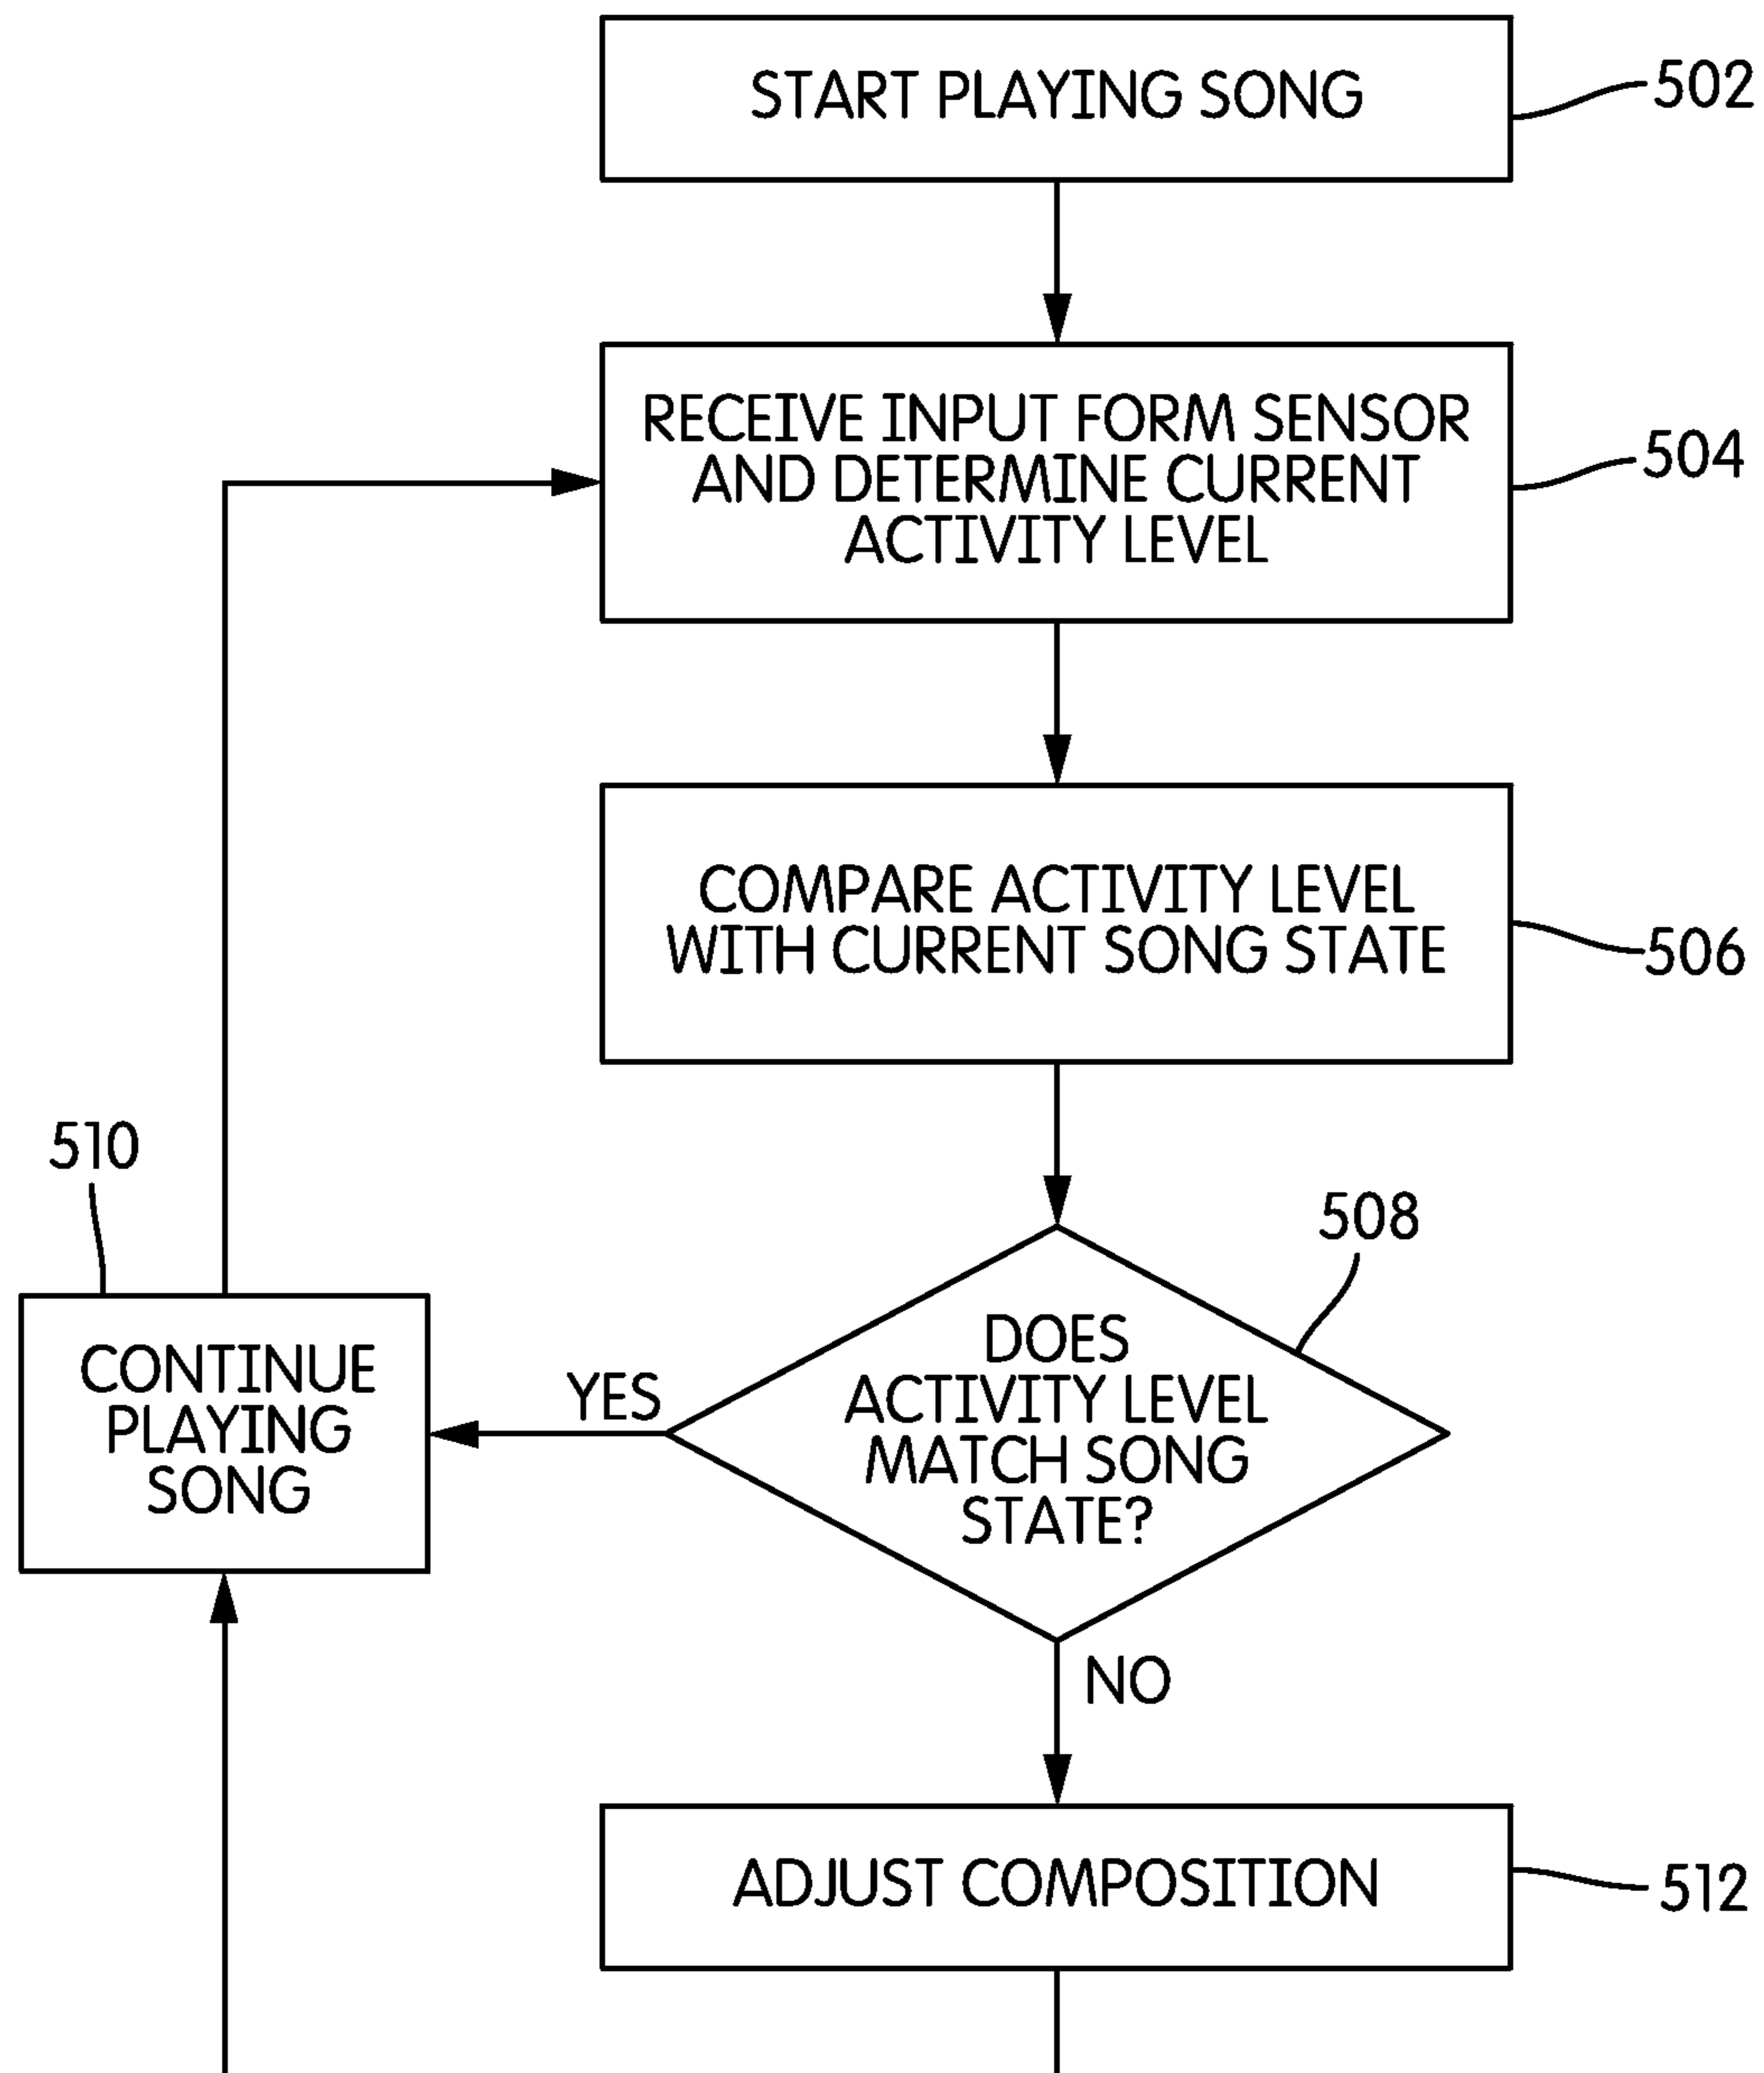 START PLAYING SONG
502
RECEIVE INPUT FORM SENSOR
AND DETERMINE CURRENT
ACTIVITY LEVEL
504
COMPARE ACTIVITY LEVEL
WITH CURRENT SONG STATE
506
510
508
CONTINUE
PLAYING
SONG
YES
DOES
ACTIVITY LEVEL
MATCH SONG
STATE?
NO
ADJUST COMPOSITION
512